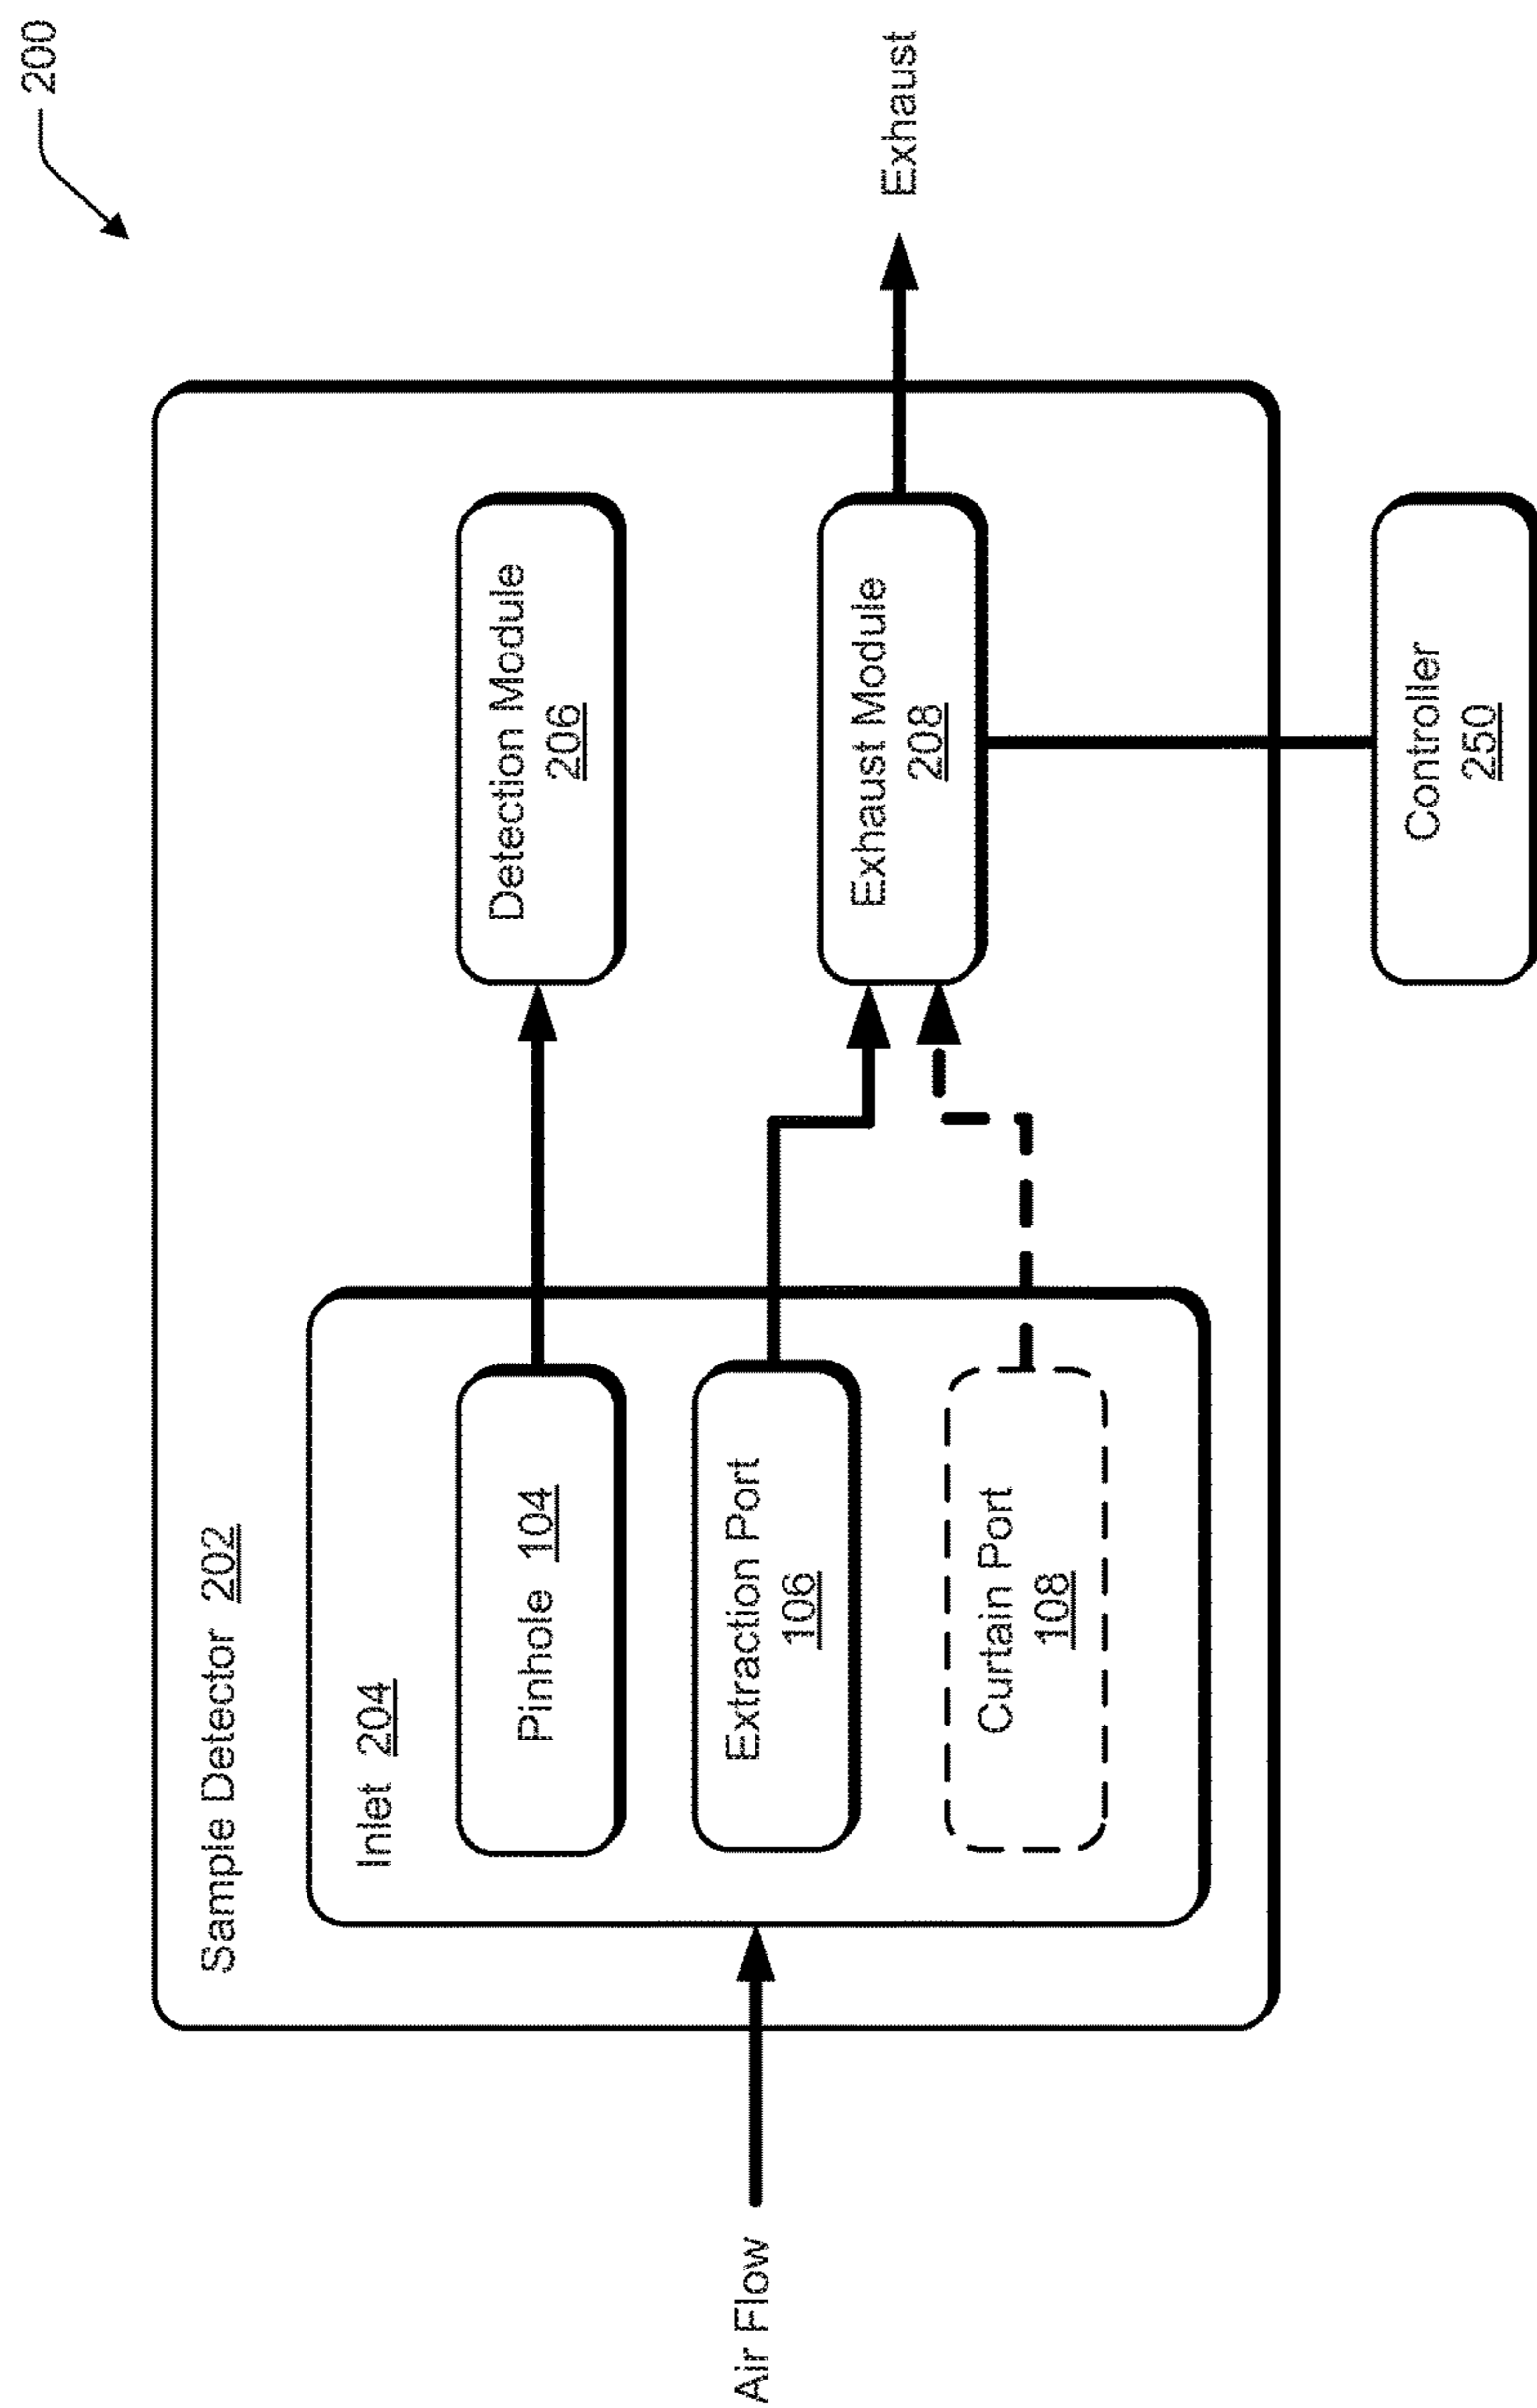 200
Sample Detector 202
Inlet 204
Pinhole 104
Detection Module
206
Extraction Port
106
Air Flow
Exhaust Module
208
Exhaust
Curtain Port
108
Controller
250